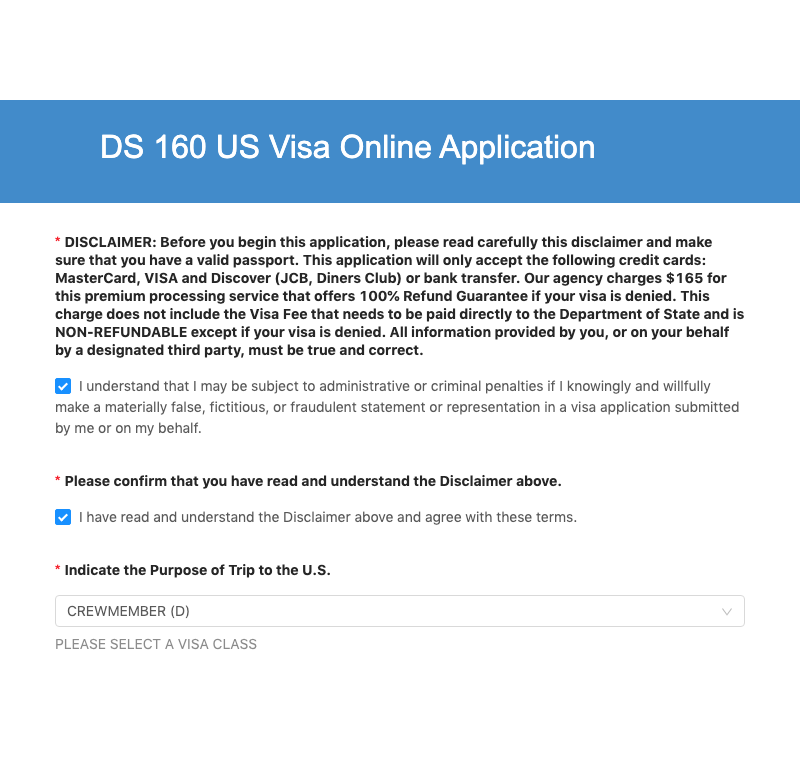 DS 160 US Visa Online Application
* DISCLAIMER: Before you begin this application, please read carefully this disclaimer and make
sure that you have a valid passport. This application will only accept the following credit cards:
MasterCard, VISA and Discover (JCB, Diners Club) or bank transfer. Our agency charges $165 for
this premium processing service that offers 100% Refund Guarantee if your visa is denied. This
charge does not include the Visa Fee that needs to be paid directly to the Department of State and is
NON-REFUNDABLE except if your visa is denied. All information provided by you, or on your behalf
by a designated third party, must be true and correct.
I understand that I may be subject to administrative or criminal penalties if I knowingly and willfully
make a materially false, fictitious, or fraudulent statement or representation in a visa application submitted
by me or on my behalf.
* Please confirm that you have read and understand the Disclaimer above.
I have read and understand the Disclaimer above and agree with these terms.
* Indicate the Purpose of Trip to the U.S.
CREWMEMBER (D)
PLEASE SELECT A VISA CLASS